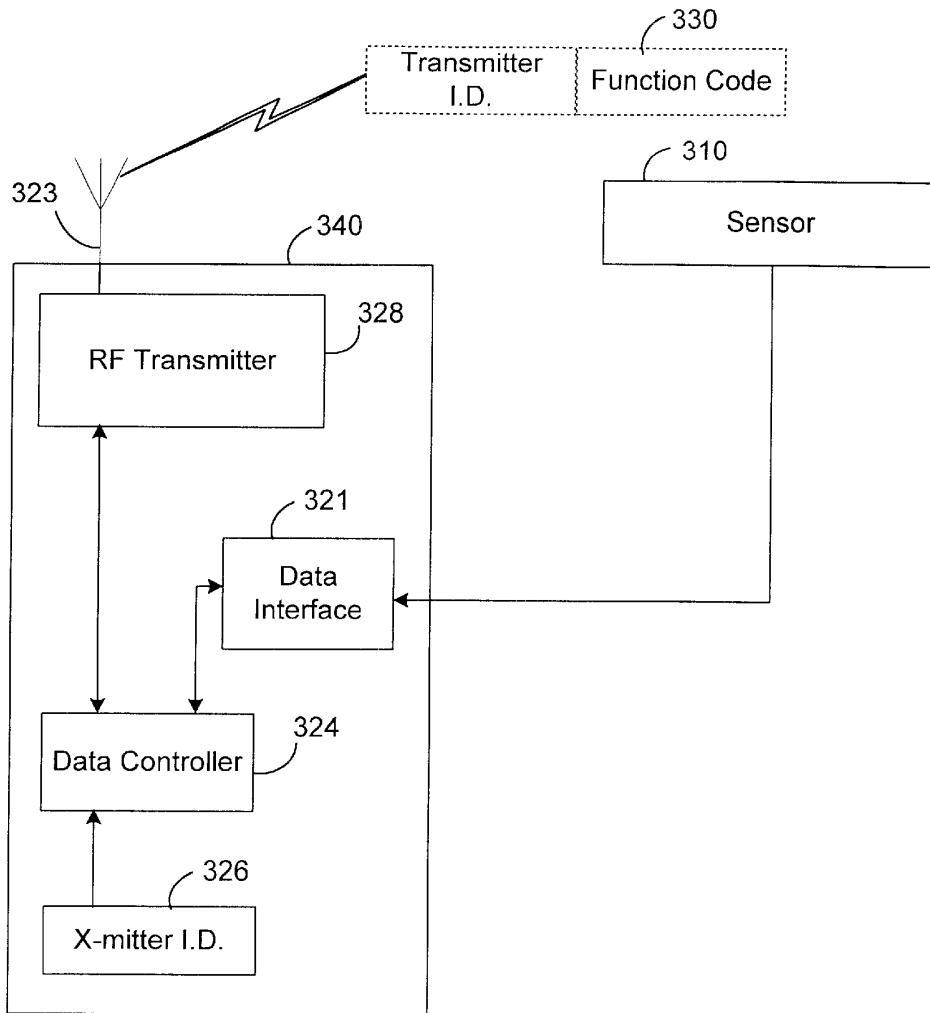 330
Transmitter
I.D.
Function Code
310
Sensor
323
340
RF Transmitter
328
321
Data
Interface
Data Controller
324
326
X-mitter I.D.